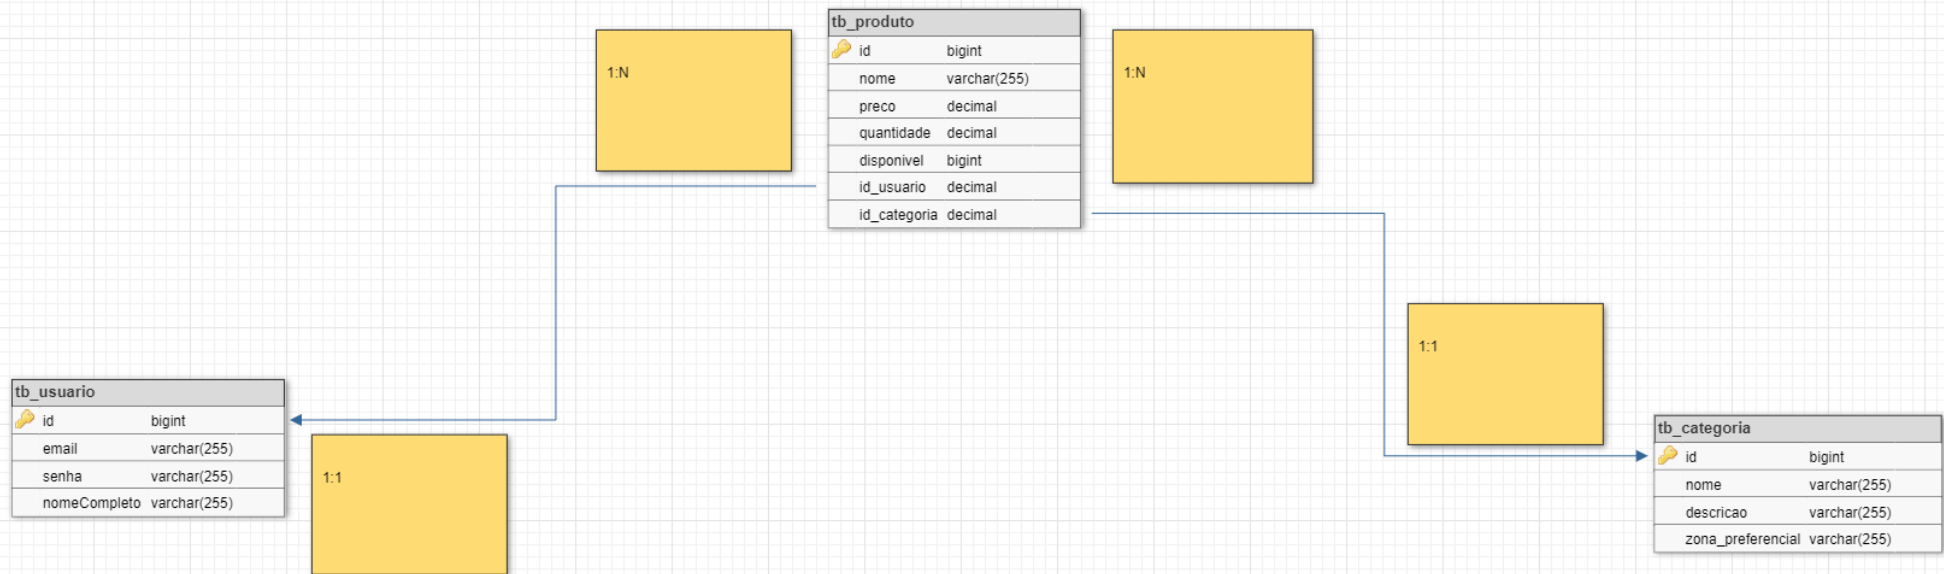 tb_produto
id bigint
nome varchar(255)
preco decimal
quantidade decimal
disponivel bigint
id_usuario decimal
id_categoria decimal
1:N
1:N
1:1
tb_usuario
id bigint
email varchar(255)
senha varchar(255)
nomeCompleto varchar(255)
1:1
tb_categoria
id bigint
nome varchar(255)
descricao varchar(255)
zona_preferencial varchar(255)